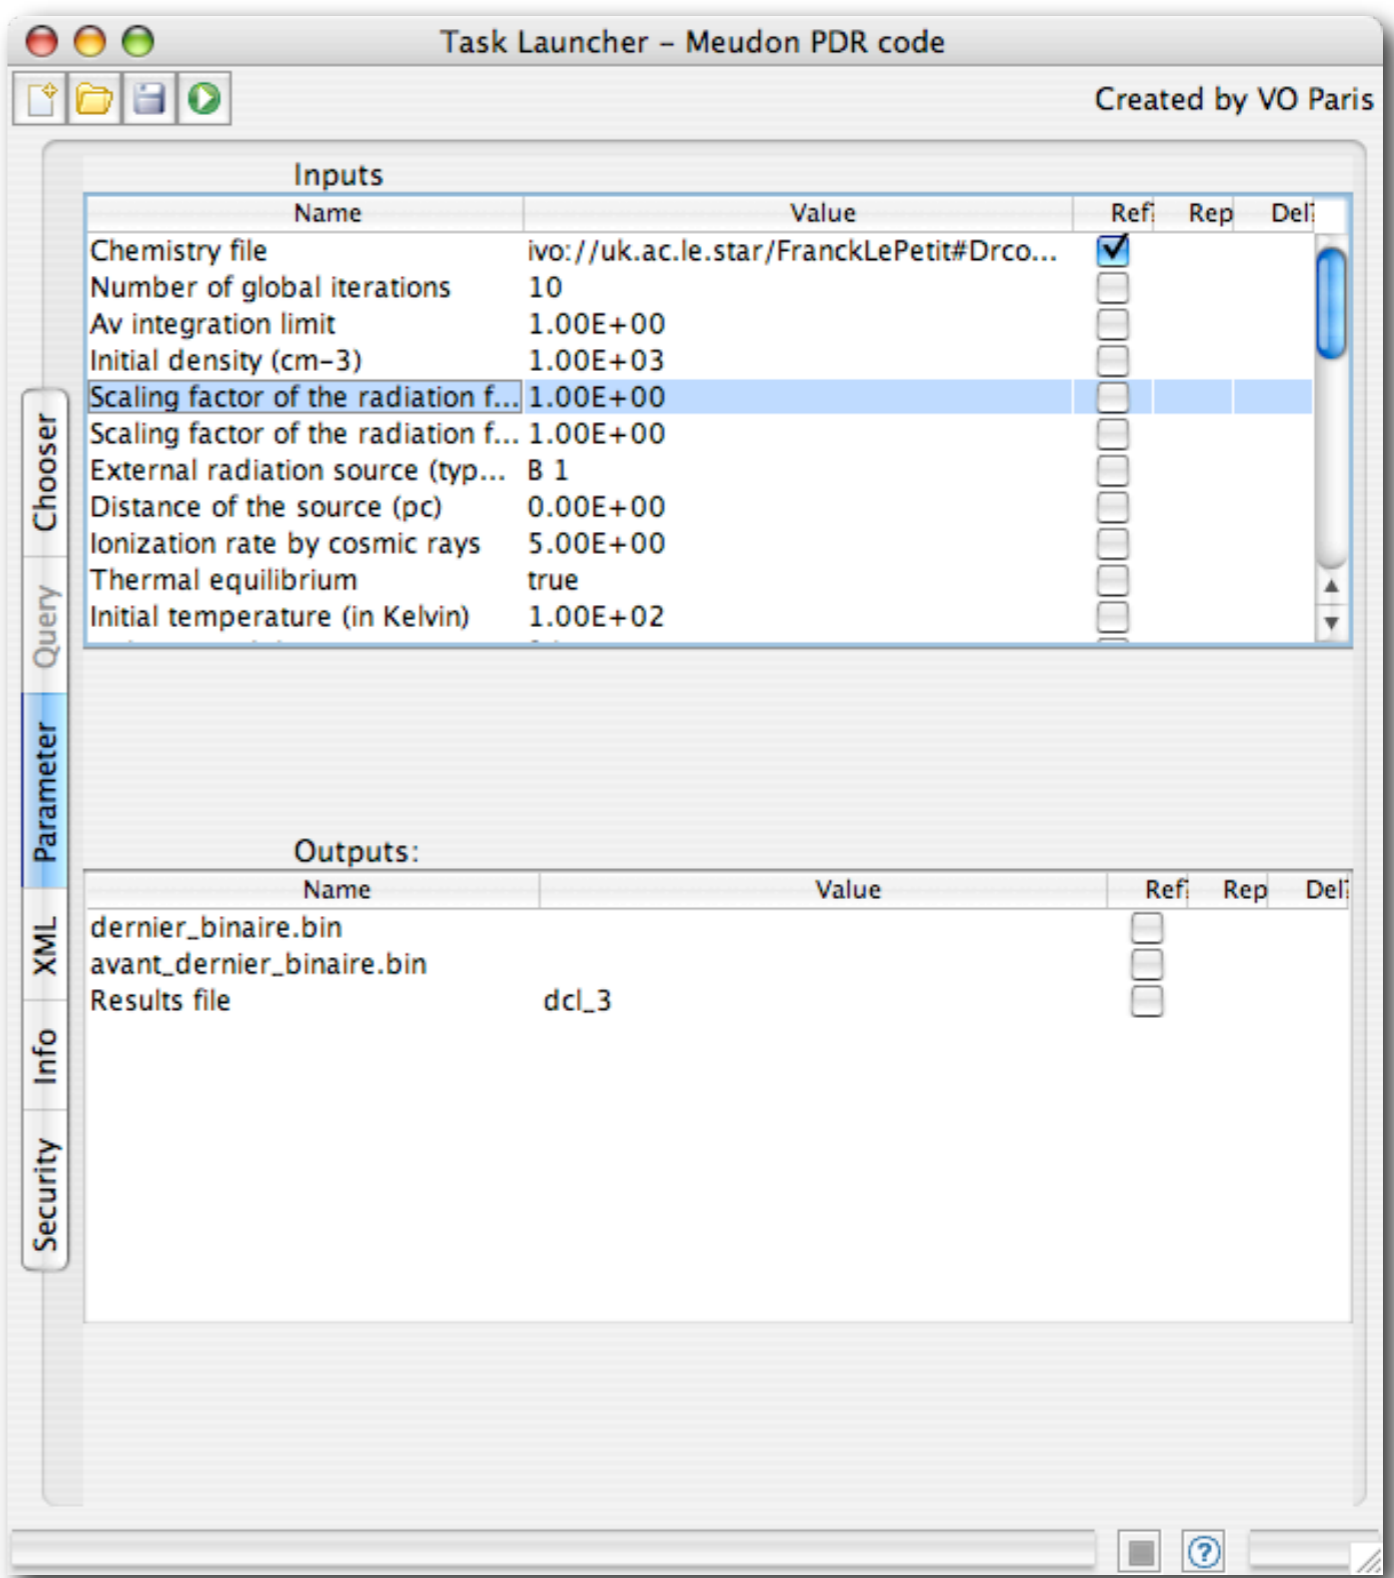 Task Launcher – Meudon PDR code
Created by VO Paris
Inputs
Name Value Ref? Rep Del?
Chemistry file ivo://uk.ac.le.star/FranckLePetit#Drco...
Number of global iterations 10
Av integration limit 1.00E+00
Initial density (cm-3) 1.00E+03
Scaling factor of the radiation f... 1.00E+00
Scaling factor of the radiation f... 1.00E+00
External radiation source (typ... B 1
Distance of the source (pc) 0.00E+00
Ionization rate by cosmic rays 5.00E+00
Thermal equilibrium true
Initial temperature (in Kelvin) 1.00E+02
Chooser
Query
Parameter
XML
Info
Security
Outputs:
Name Value Ref? Rep Del?
dernier_binaire.bin
avant_dernier_binaire.bin
Results file dcl_3
?